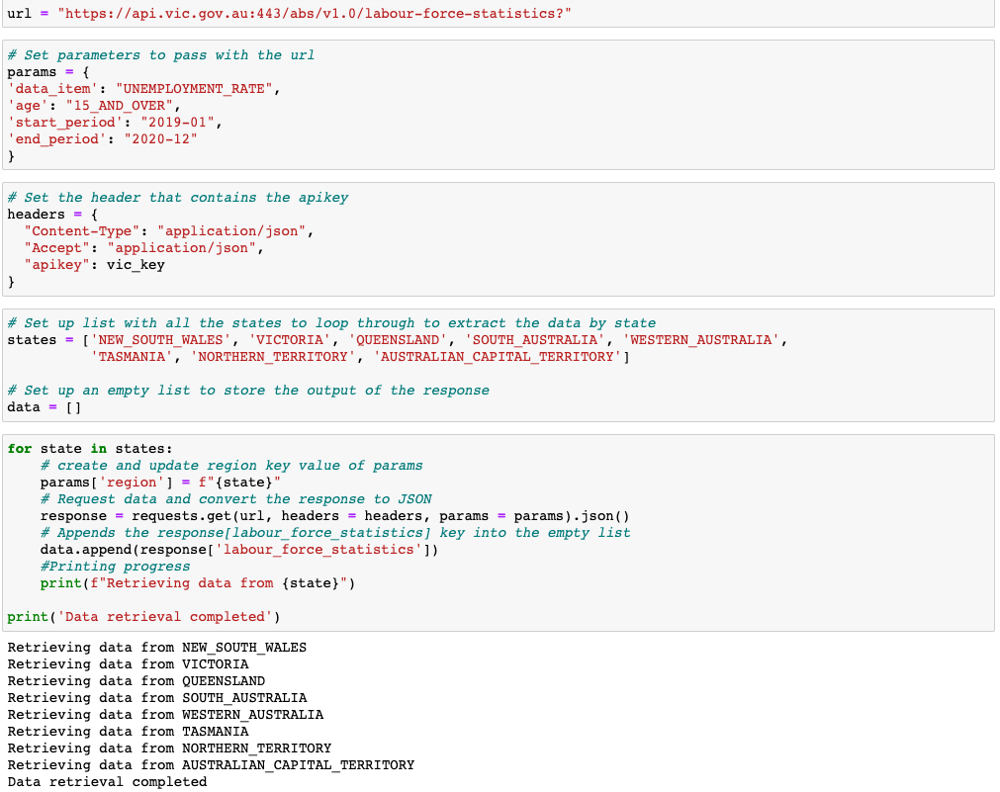 url = "https://api.vic.gov.au:443/abs/v1.0/labour-force-statistics?"
# Set parameters to pass with the url
params = {
'data_item': "UNEMPLOYMENT_RATE",
'age': "15_AND_OVER",
'start_period': "2019-01",
'end_period': "2020-12"
}
# Set the header that contains the apikey
headers = {
  "Content-Type": "application/json",
  "Accept": "application/json",
  "apikey": vic_key
}
# Set up list with all the states to loop through to extract the data by state
states = ['NEW_SOUTH_WALES', 'VICTORIA', 'QUEENSLAND', 'SOUTH_AUSTRALIA', 'WESTERN_AUSTRALIA',
          'TASMANIA', 'NORTHERN_TERRITORY', 'AUSTRALIAN_CAPITAL_TERRITORY']
# Set up an empty list to store the output of the response
data = []
for state in states:
    # create and update region key value of params
    params['region'] = f"{state}"
    # Request data and convert the response to JSON
    response = requests.get(url, headers = headers, params = params).json()
    # Appends the response[labour_force_statistics] key into the empty list
    data.append(response['labour_force_statistics'])
    #Printing progress
    print(f"Retrieving data from {state}")
print('Data retrieval completed')
Retrieving data from NEW_SOUTH_WALES
Retrieving data from VICTORIA
Retrieving data from QUEENSLAND
Retrieving data from SOUTH_AUSTRALIA
Retrieving data from WESTERN_AUSTRALIA
Retrieving data from TASMANIA
Retrieving data from NORTHERN_TERRITORY
Retrieving data from AUSTRALIAN_CAPITAL_TERRITORY
Data retrieval completed